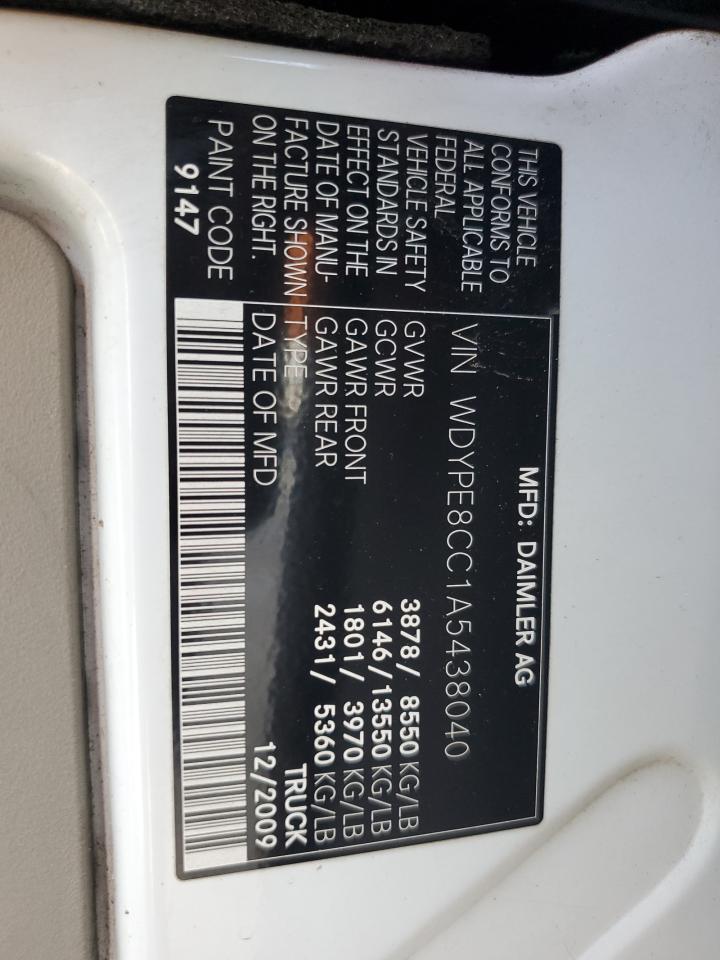 THIS VEHICLE
CONFORMS TO
ALL APPLICABLE
FEDERAL
VEHICLE SAFETY
STANDARDS IN
EFFECT ON THE
DATE OF MANU-
FACTURE SHOWN
ON THE RIGHT.
PAINT CODE
9147
MFD: DAIMLER AG
VIN WDYPE8CC1A5438040
GVWR 3878/ 8550 KG/LB
GCWR 6146/13550 KG/LB
GAWR FRONT 1801/ 3970 KG/LB
GAWR REAR 2431/ 5360 KG/LB
TYPE TRUCK
DATE OF MFD 12/2009